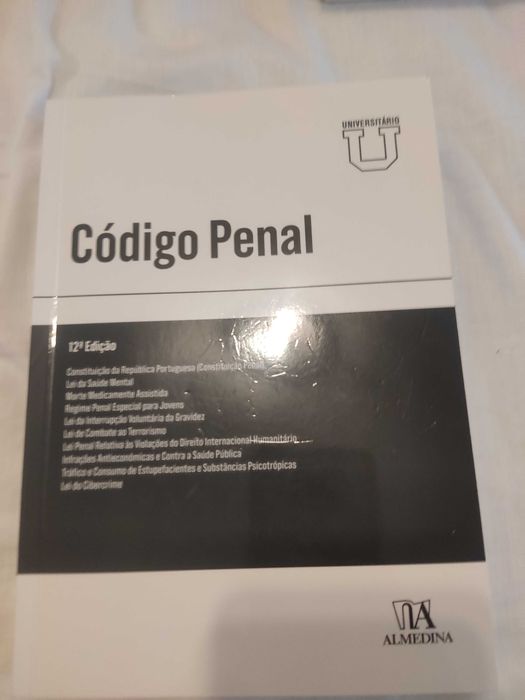 UNIVERSITÁRIO
U
Código Penal
12ª Edição
Constituição da República Portuguesa (Constituição Penal)
Lei da Saúde Mental
Morte Medicamente Assistida
Regime Penal Especial para Jovens
Lei da Interrupção Voluntária da Gravidez
Lei de Combate ao Terrorismo
Lei Penal Relativa às Violações do Direito Internacional Humanitário
Infrações Antieconómicas e Contra a Saúde Pública
Tráfico e Consumo de Estupefacientes e Substâncias Psicotrópicas
Lei do Cibercrime
NA
ALMEDINA